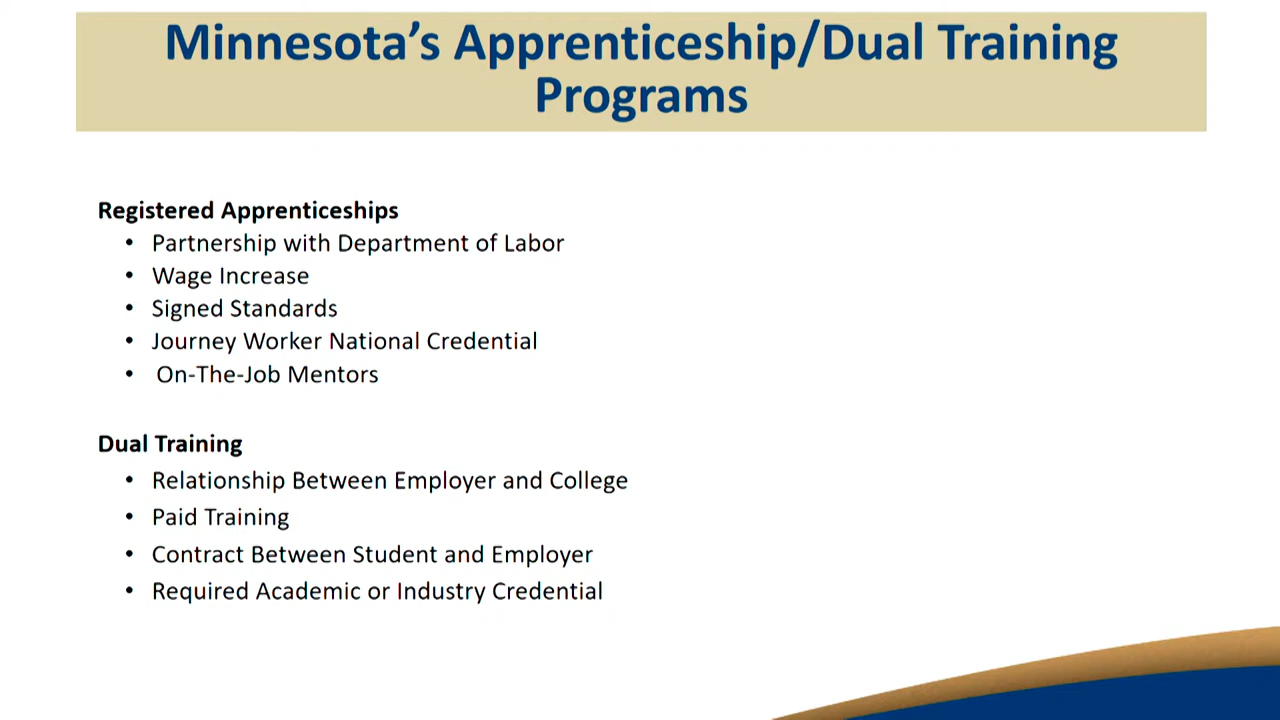 Minnesota’s Apprenticeship/Dual Training
Programs
Registered Apprenticeships
• Partnership with Department of Labor
• Wage Increase
• Signed Standards
• Journey Worker National Credential
• On-The-Job Mentors
Dual Training
• Relationship Between Employer and College
• Paid Training
• Contract Between Student and Employer
• Required Academic or Industry Credential